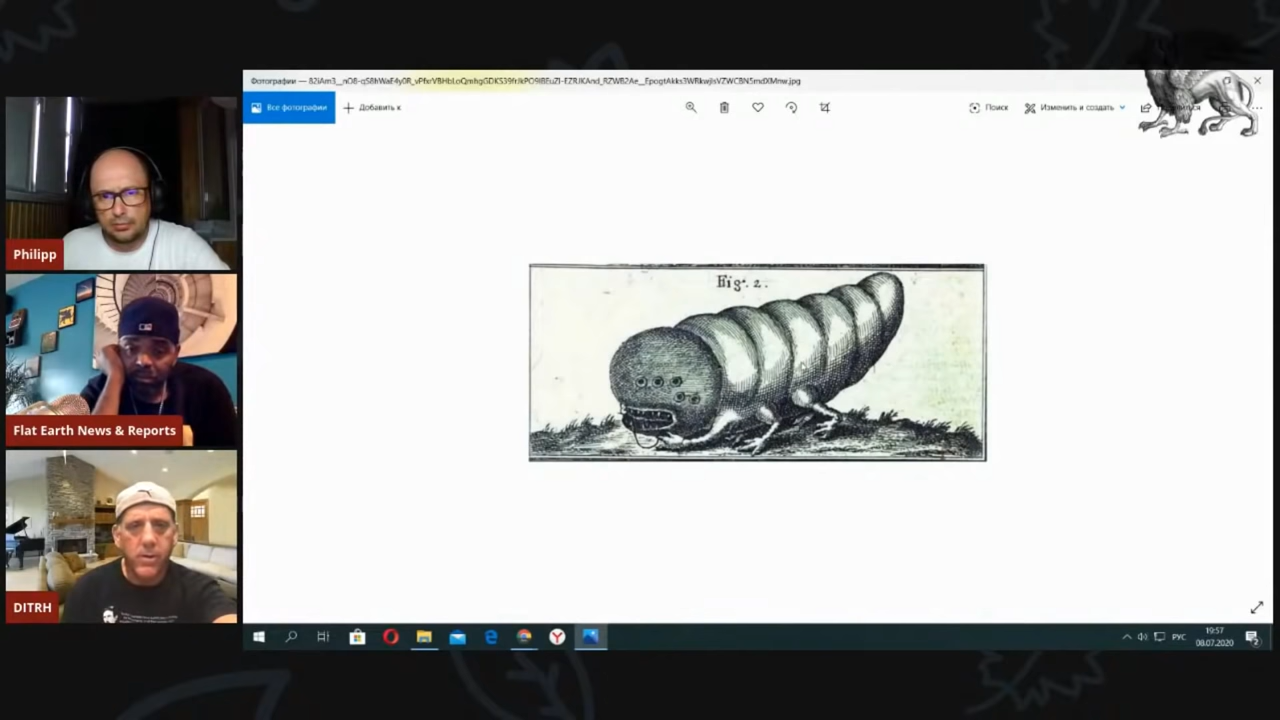 Все фотографии
Добавить к
Поиск
Изменить и создать
Philipp
Fig. 2.
Flat Earth News & Reports
DITRH
РУС
19:57
08.07.2020
2